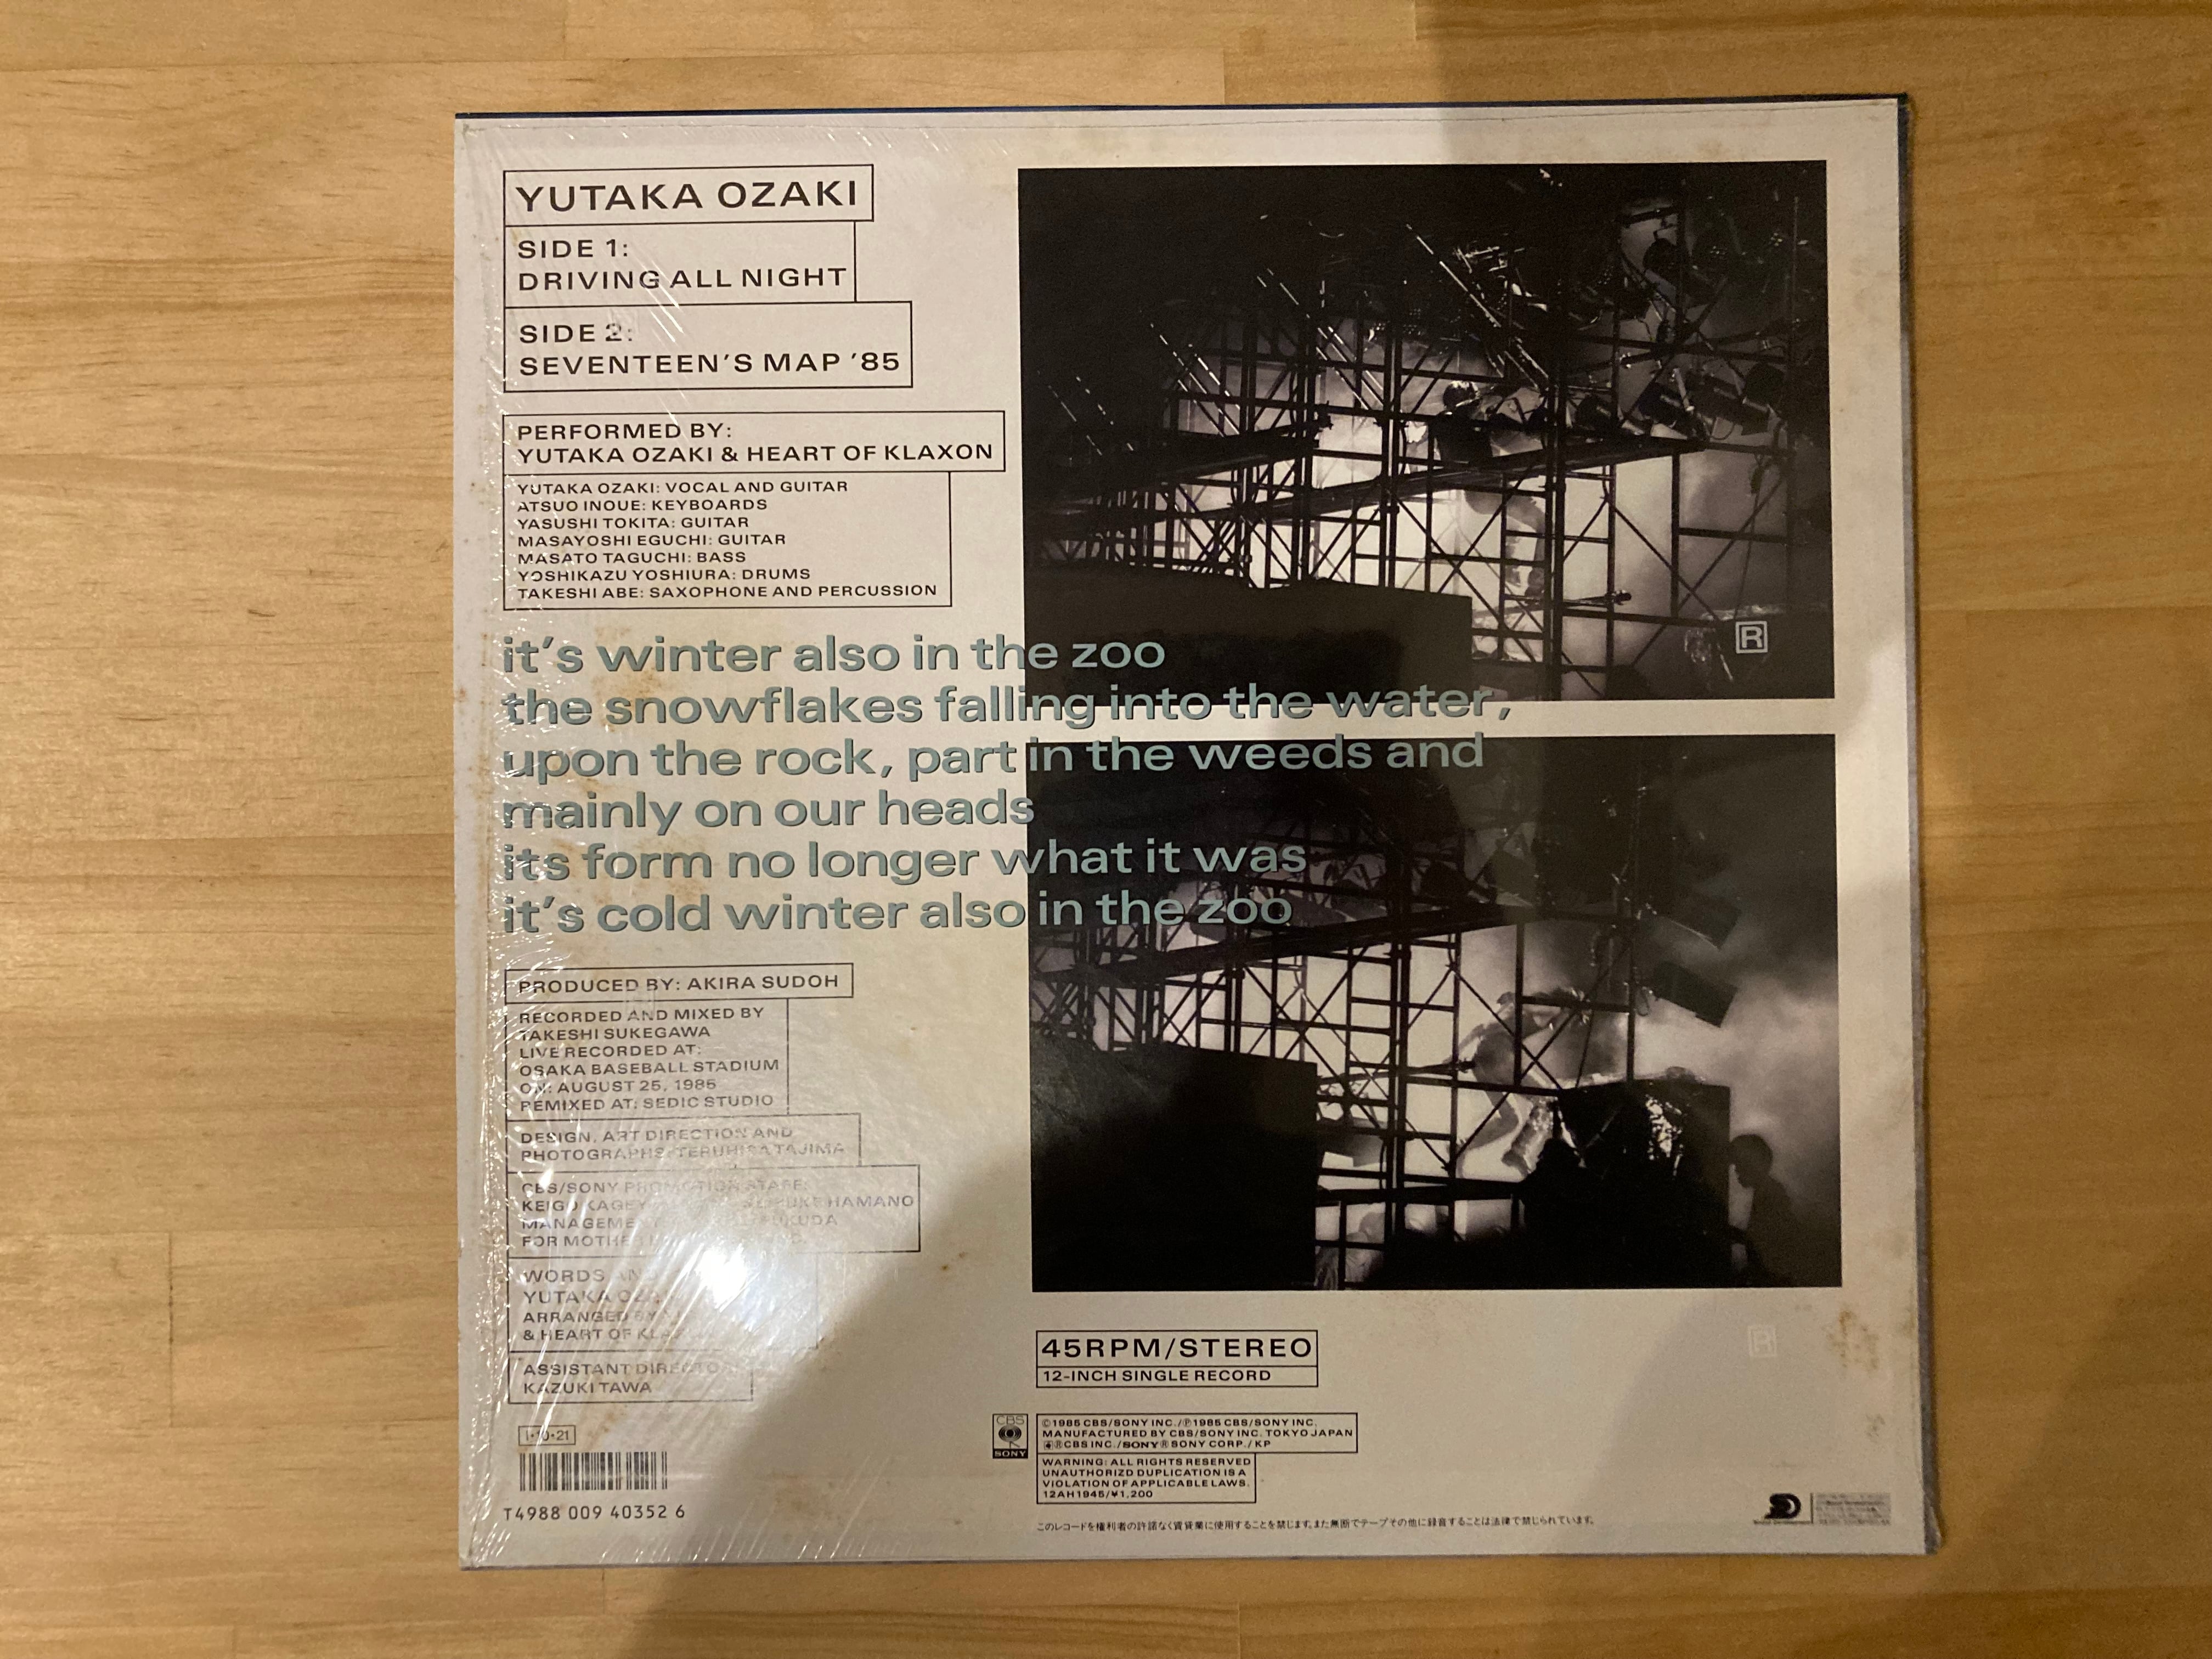 YUTAKA OZAKI
SIDE 1:
DRIVING ALL NIGHT
SIDE 2:
SEVENTEEN'S MAP '85
PERFORMED BY:
YUTAKA OZAKI & HEART OF KLAXON
YUTAKA OZAKI: VOCAL AND GUITAR
ATSUO INOUE: KEYBOARDS
YASUSHI TOKITA: GUITAR
MASAYOSHI EGUCHI: GUITAR
MASATO TAGUCHI: BASS
YOSHIKAZU YOSHIURA: DRUMS
TAKESHI ABE: SAXOPHONE AND PERCUSSION
R
it's winter also in the zoo
the snowflakes falling into the water,
upon the rock, part in the weeds and
mainly on our heads
its form no longer what it was
it's cold winter also in the zoo
PRODUCED BY: AKIRA SUDOH
RECORDED AND MIXED BY
TAKESHI SUKEGAWA
LIVE RECORDED AT:
OSAKA BASEBALL STADIUM
ON: AUGUST 25, 1985
REMIXED AT: SEDIC STUDIO
DESIGN, ART DIRECTION AND
PHOTOGRAPHS: TERUHISA TAJIMA
CBS/SONY PROMOTION STAFF:
KEIGO HAMANO
FUKUDA
FOR
WORDS
YUTAKA
ARRANGED BY
& HEART OF
ASSISTANT DIRECTOR
KAZUKI TAWA
I•10•21
T4988 009 40352 6
45RPM/STEREO
12-INCH SINGLE RECORD
CBS
SONY
©1985 CBS/SONY INC./Ⓟ1985 CBS/SONY INC.
MANUFACTURED BY CBS/SONY INC. TOKYO JAPAN
®CBS INC./SONY®SONY CORP./KP
WARNING: ALL RIGHTS RESERVED
UNAUTHORIZD DUPLICATION IS A
VIOLATION OF APPLICABLE LAWS.
12AH1945/¥1,200
このレコードを権利者の許諾なく賃貸業に使用することを禁じます。また無断でテープその他に録音することは法律で禁じられています。
R